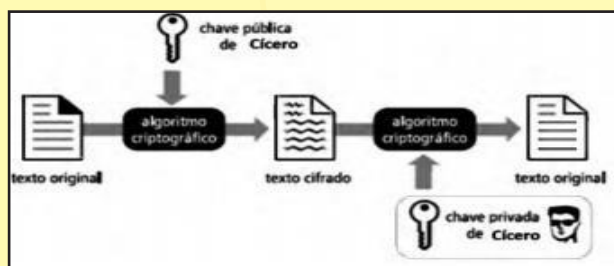 chave pública
de Cícero
algoritmo
criptográfico
algoritmo
criptográfico
texto original
texto cifrado
texto original
chave privada
de Cícero